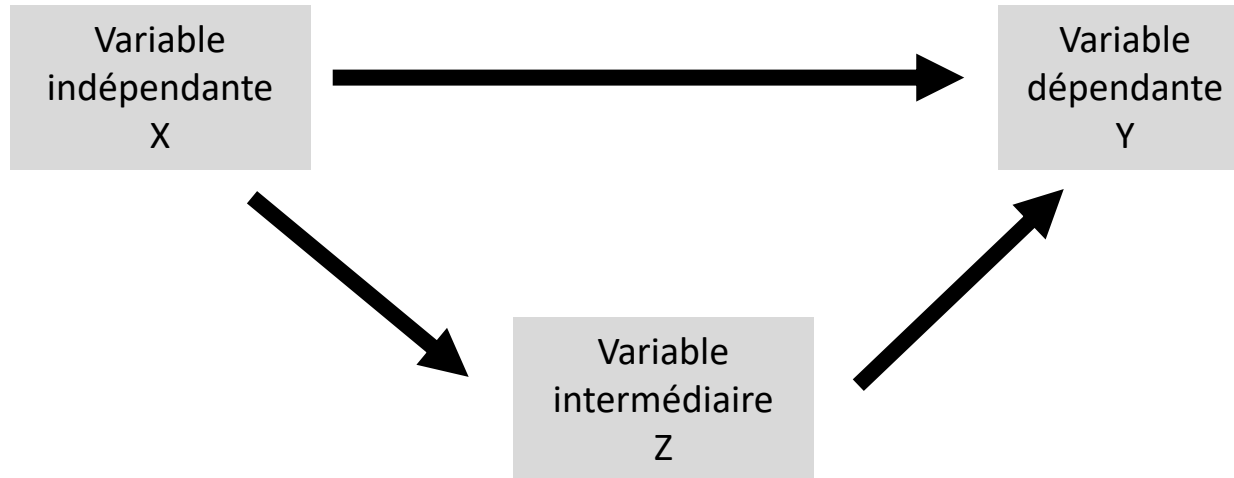 Variable
indépendante
X
Variable
dépendante
Y
Variable
intermédiaire
Z